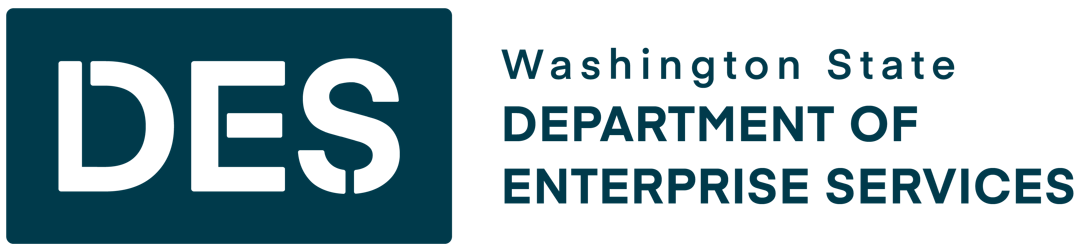 DES
Washington State
DEPARTMENT OF
ENTERPRISE SERVICES